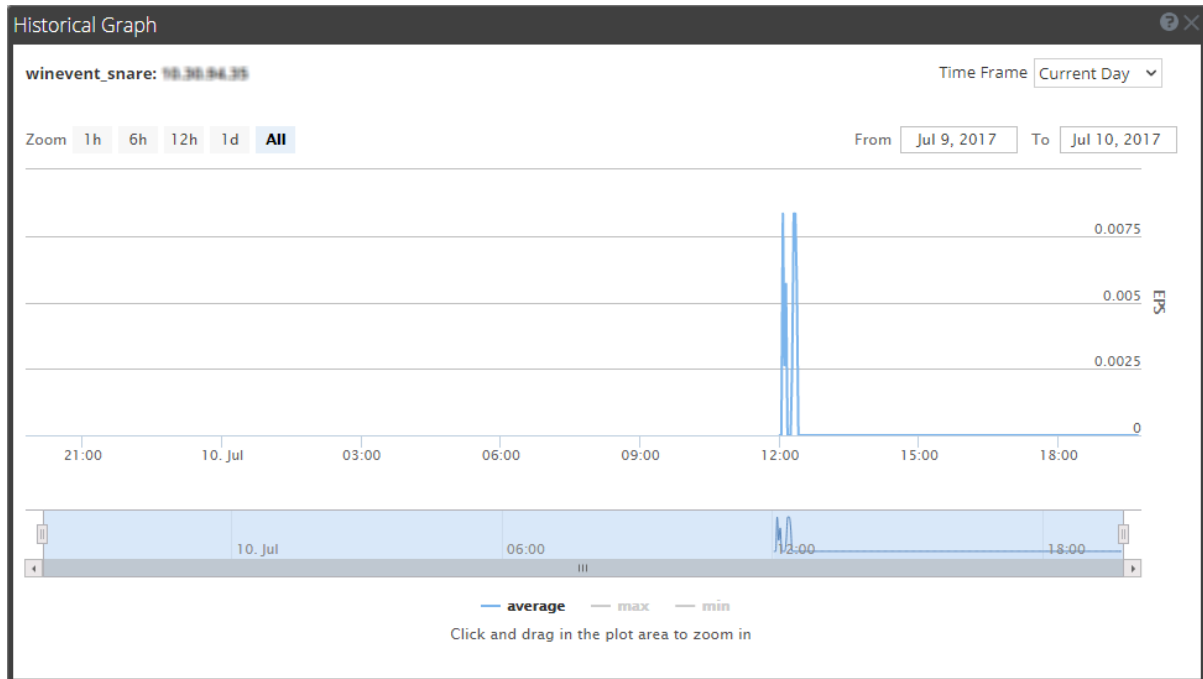 Historical Graph
winevent_snare:
Time Frame Current Day
Zoom 1h 6h 12h 1d All
From Jul 9, 2017 To Jul 10, 2017
0.0075
0.005
EPS
0.0025
0
21:00 10. Jul 03:00 06:00 09:00 12:00 15:00 18:00
10. Jul 06:00 12:00 18:00
average max min
Click and drag in the plot area to zoom in